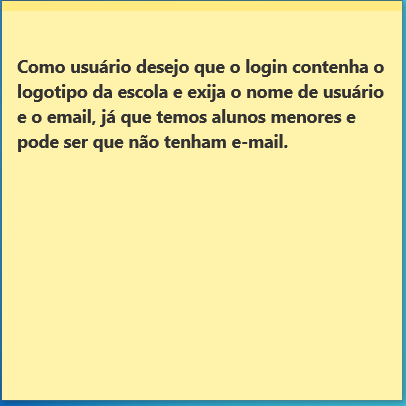 Como usuário desejo que o login contenha o
logotipo da escola e exija o nome de usuário
e o email, já que temos alunos menores e
pode ser que não tenham e-mail.